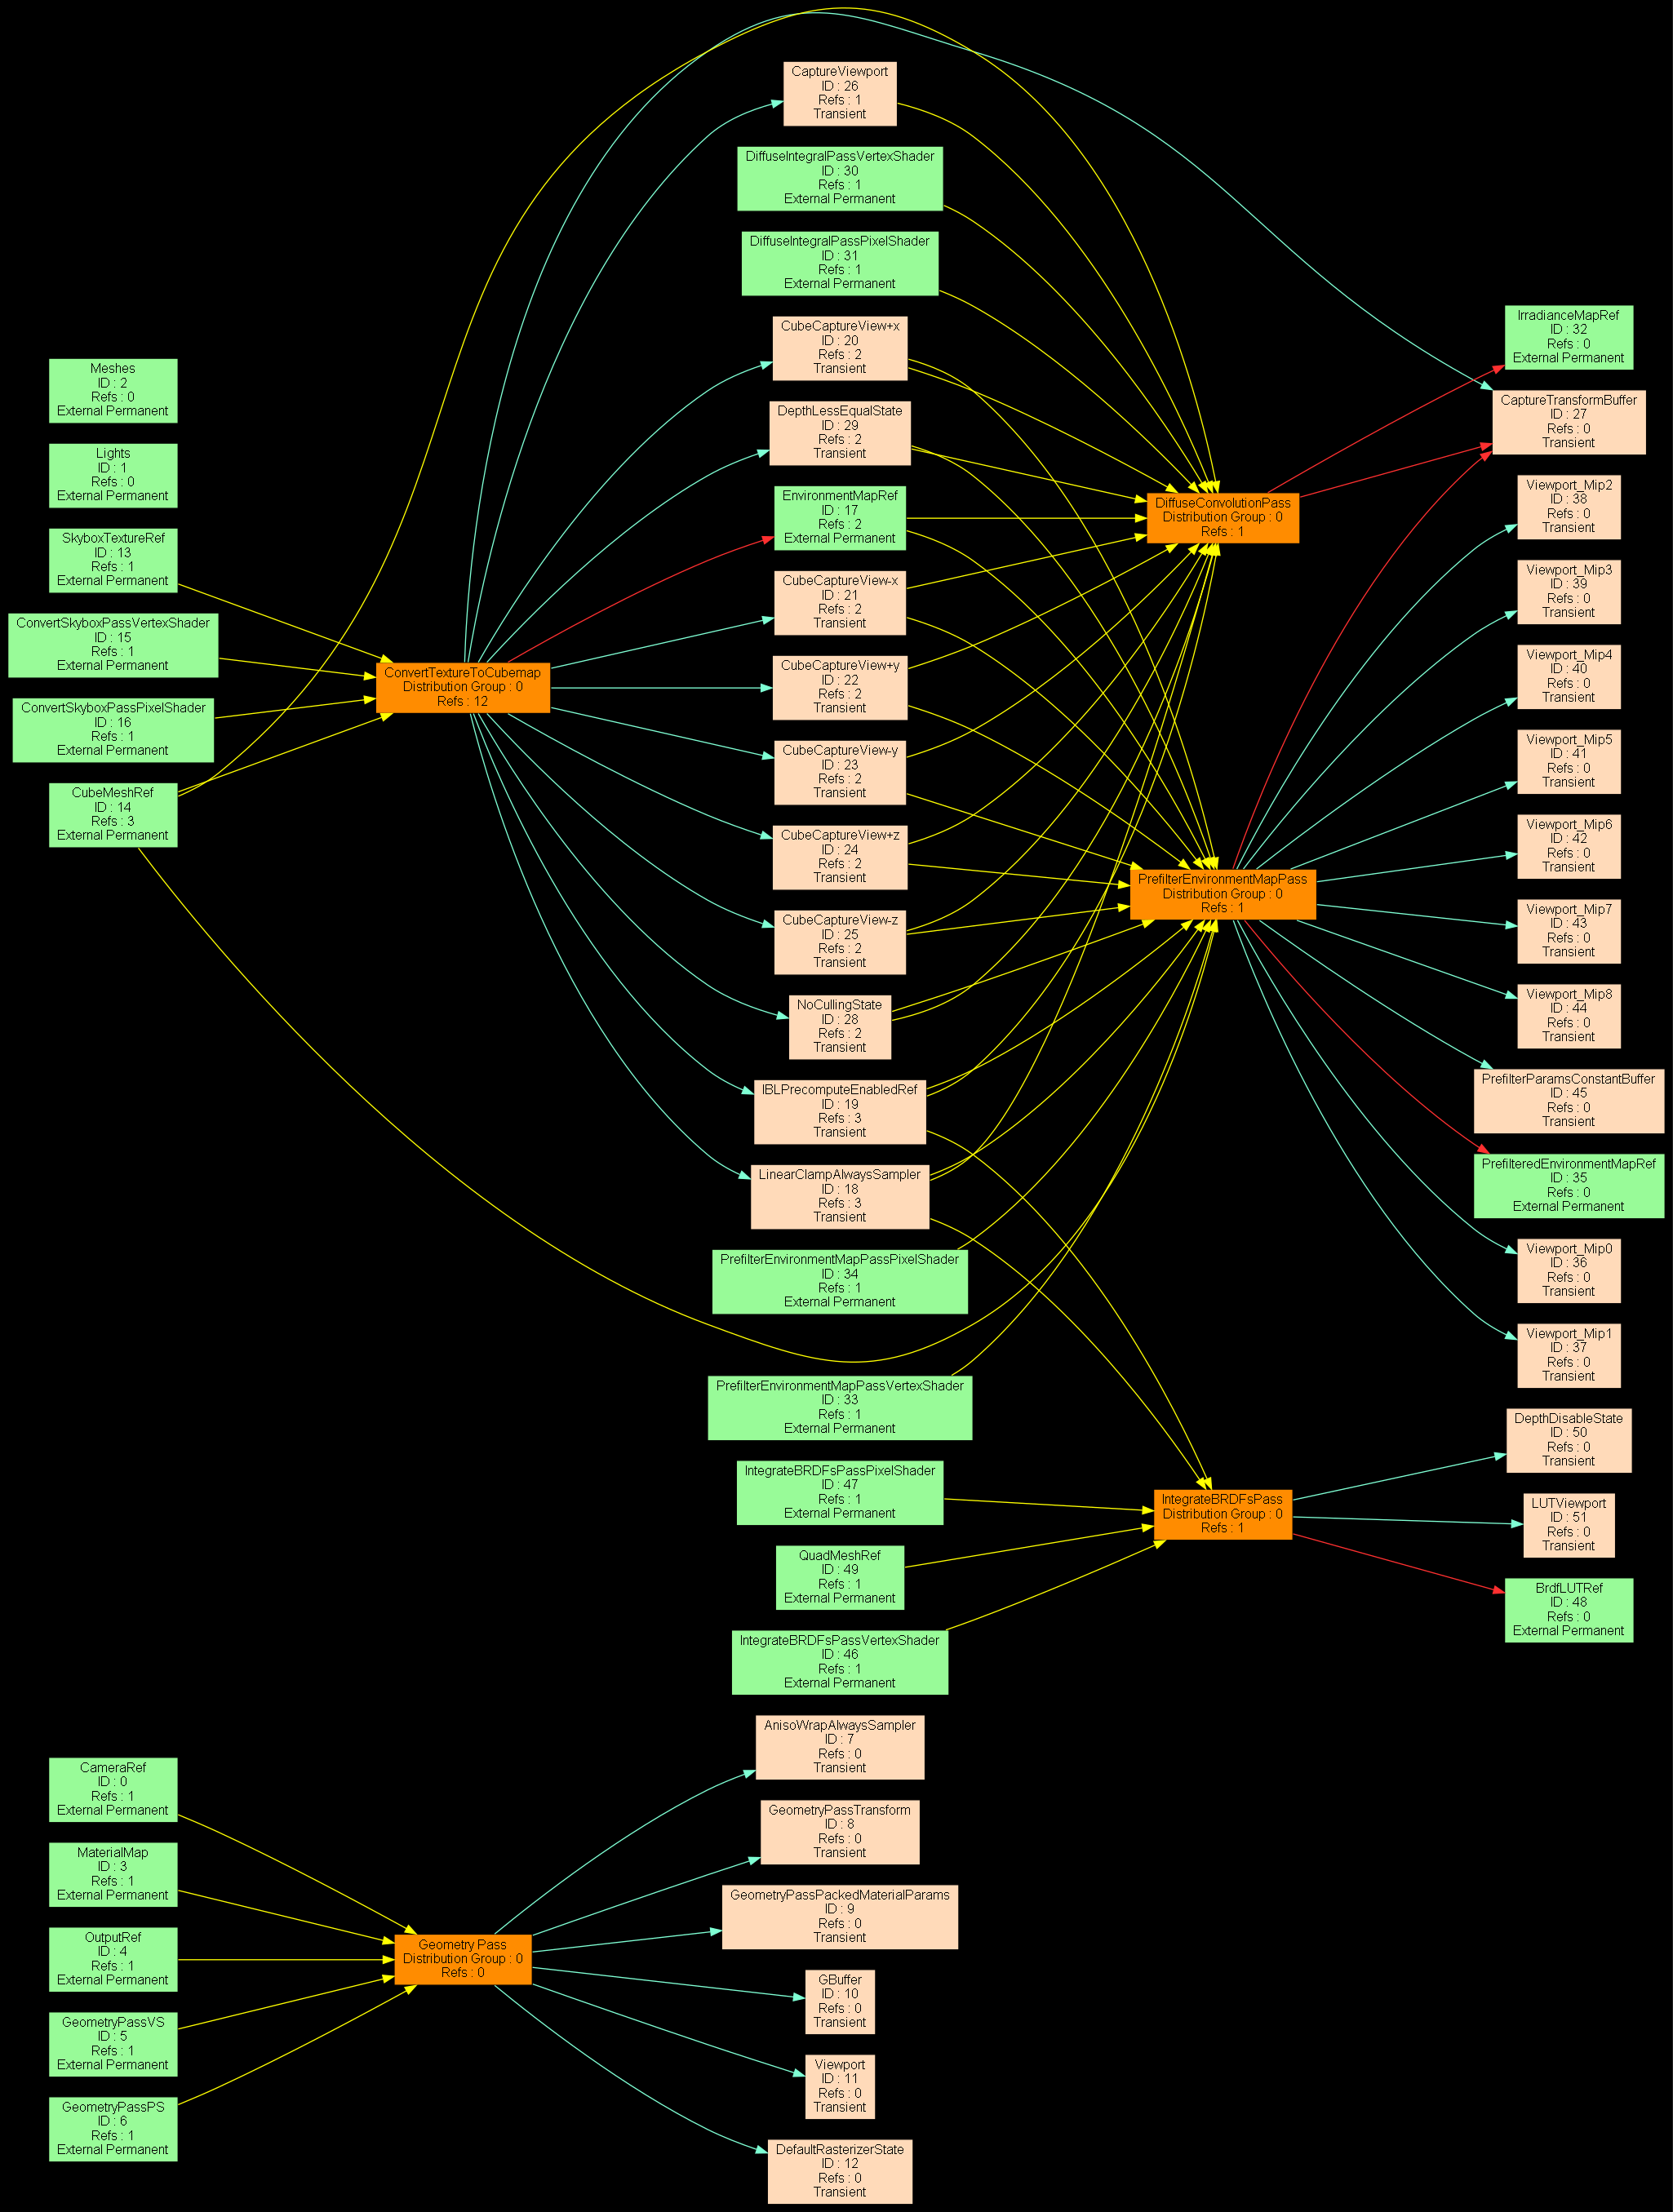 CaptureViewport
ID : 26
Refs : 1
Transient
DiffuseIntegralPassVertexShader
ID : 30
Refs : 1
External Permanent
DiffuseIntegralPassPixelShader
ID : 31
Refs : 1
External Permanent
CubeCaptureView+x
ID : 20
Refs : 2
Transient
DepthLessEqualState
ID : 29
Refs : 2
Transient
EnvironmentMapRef
ID : 17
Refs : 2
External Permanent
CubeCaptureView-x
ID : 21
Refs : 2
Transient
CubeCaptureView+y
ID : 22
Refs : 2
Transient
CubeCaptureView-y
ID : 23
Refs : 2
Transient
CubeCaptureView+z
ID : 24
Refs : 2
Transient
CubeCaptureView-z
ID : 25
Refs : 2
Transient
NoCullingState
ID : 28
Refs : 2
Transient
IBLPrecomputeEnabledRef
ID : 19
Refs : 3
Transient
LinearClampAlwaysSampler
ID : 18
Refs : 3
Transient
PrefilterEnvironmentMapPassPixelShader
ID : 34
Refs : 1
External Permanent
PrefilterEnvironmentMapPassVertexShader
ID : 33
Refs : 1
External Permanent
IntegrateBRDFsPassPixelShader
ID : 47
Refs : 1
External Permanent
QuadMeshRef
ID : 49
Refs : 1
External Permanent
IntegrateBRDFsPassVertexShader
ID : 46
Refs : 1
External Permanent
AnisoWrapAlwaysSampler
ID : 7
Refs : 0
Transient
GeometryPassTransform
ID : 8
Refs : 0
Transient
GeometryPassPackedMaterialParams
ID : 9
Refs : 0
Transient
GBuffer
ID : 10
Refs : 0
Transient
Viewport
ID : 11
Refs : 0
Transient
DefaultRasterizerState
ID : 12
Refs : 0
Transient
Meshes
ID : 2
Refs : 0
External Permanent
Lights
ID : 1
Refs : 0
External Permanent
SkyboxTextureRef
ID : 13
Refs : 1
External Permanent
ConvertSkyboxPassVertexShader
ID : 15
Refs : 1
External Permanent
ConvertSkyboxPassPixelShader
ID : 16
Refs : 1
External Permanent
CubeMeshRef
ID : 14
Refs : 3
External Permanent
ConvertTextureToCubemap
Distribution Group : 0
Refs : 12
CameraRef
ID : 0
Refs : 1
External Permanent
MaterialMap
ID : 3
Refs : 1
External Permanent
OutputRef
ID : 4
Refs : 1
External Permanent
GeometryPassVS
ID : 5
Refs : 1
External Permanent
GeometryPassPS
ID : 6
Refs : 1
External Permanent
Geometry Pass
Distribution Group : 0
Refs : 0
DiffuseConvolutionPass
Distribution Group : 0
Refs : 1
PrefilterEnvironmentMapPass
Distribution Group : 0
Refs : 1
IntegrateBRDFsPass
Distribution Group : 0
Refs : 1
IrradianceMapRef
ID : 32
Refs : 0
External Permanent
CaptureTransformBuffer
ID : 27
Refs : 0
Transient
Viewport_Mip2
ID : 38
Refs : 0
Transient
Viewport_Mip3
ID : 39
Refs : 0
Transient
Viewport_Mip4
ID : 40
Refs : 0
Transient
Viewport_Mip5
ID : 41
Refs : 0
Transient
Viewport_Mip6
ID : 42
Refs : 0
Transient
Viewport_Mip7
ID : 43
Refs : 0
Transient
Viewport_Mip8
ID : 44
Refs : 0
Transient
PrefilterParamsConstantBuffer
ID : 45
Refs : 0
Transient
PrefilteredEnvironmentMapRef
ID : 35
Refs : 0
External Permanent
Viewport_Mip0
ID : 36
Refs : 0
Transient
Viewport_Mip1
ID : 37
Refs : 0
Transient
DepthDisableState
ID : 50
Refs : 0
Transient
LUTViewport
ID : 51
Refs : 0
Transient
BrdfLUTRef
ID : 48
Refs : 0
External Permanent